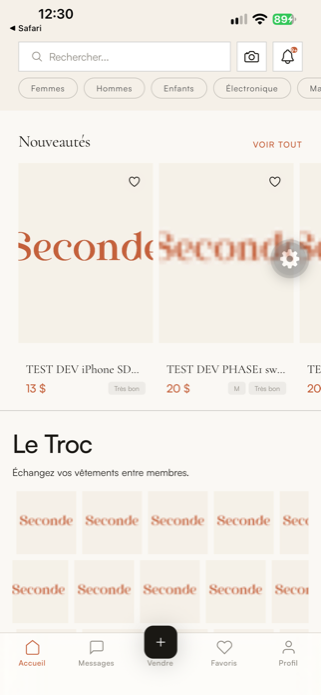 12:30
89
◀ Safari
Rechercher...
Femmes Hommes Enfants Électronique
Nouveautés VOIR TOUT
Seconde Seconde
TEST DEV iPhone SD... TEST DEV PHASE1 sw...
13 $ Très bon 20 $ M Très bon 20
Le Troc
Échangez vos vêtements entre membres.
Seconde Seconde Seconde Seconde
Seconde Seconde Seconde Seconde
Accueil Messages Vendre Favoris Profil